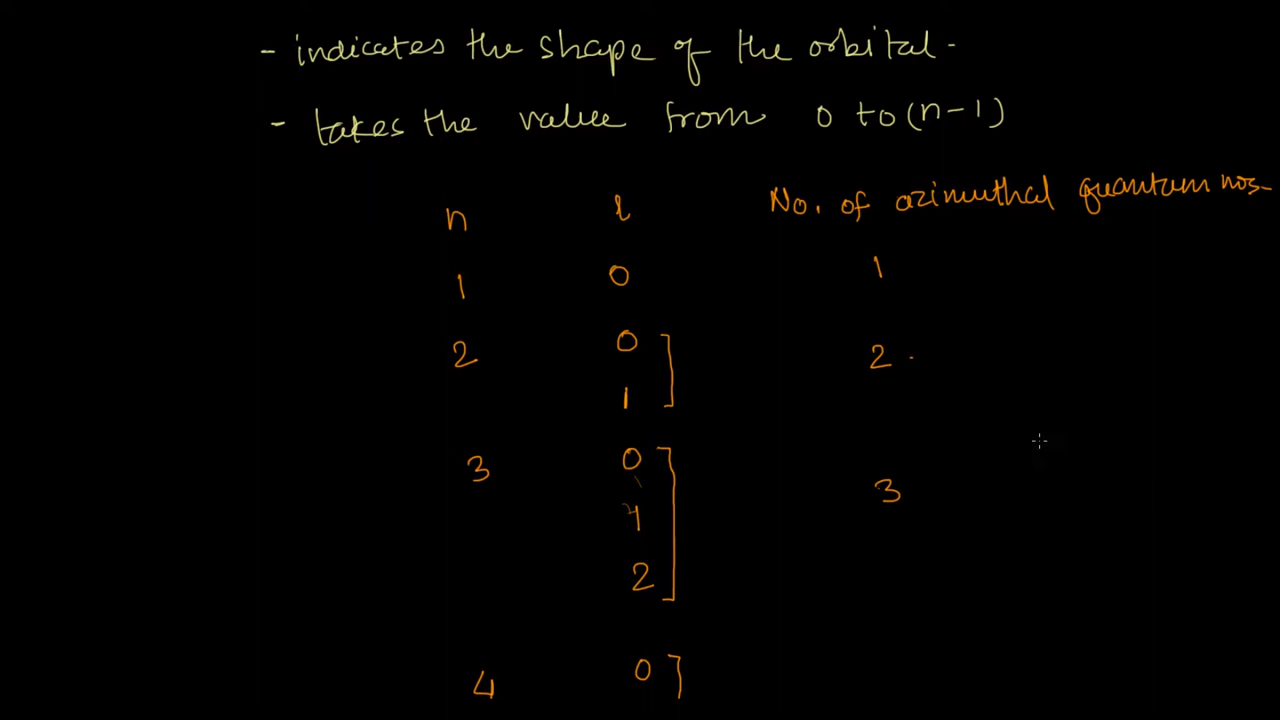 - indicates the shape of the orbital -
- takes the value from 0 to (n-1)
n l No. of azimuthal quantum nos-
1 0 1
2 0 2 .
1
3 0 3
1
2
4 0